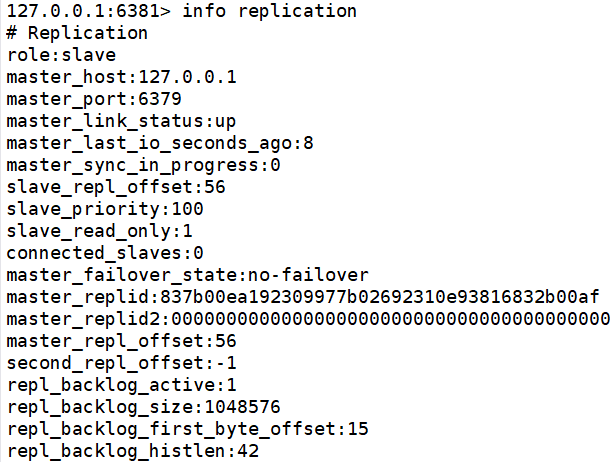 127.0.0.1:6381> info replication
# Replication
role:slave
master_host:127.0.0.1
master_port:6379
master_link_status:up
master_last_io_seconds_ago:8
master_sync_in_progress:0
slave_repl_offset:56
slave_priority:100
slave_read_only:1
connected_slaves:0
master_failover_state:no-failover
master_replid:837b00ea192309977b02692310e93816832b00af
master_replid2:0000000000000000000000000000000000000000
master_repl_offset:56
second_repl_offset:-1
repl_backlog_active:1
repl_backlog_size:1048576
repl_backlog_first_byte_offset:15
repl_backlog_histlen:42